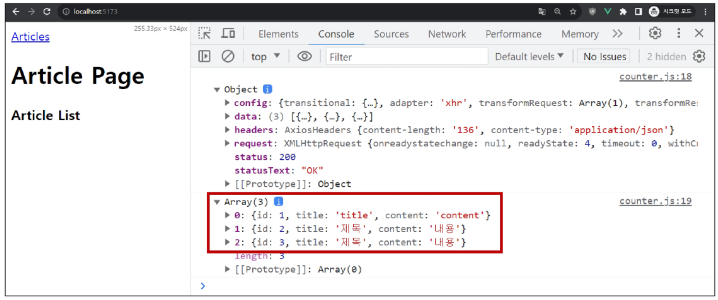 localhost:5173
시크릿 모드
Articles
255.33px × 524px
Article Page
Article List
Elements Console Sources Network Performance Memory
top Filter Default levels No Issues 2 hidden
counter.js:18
Object
config: {transitional: {…}, adapter: 'xhr', transformRequest: Array(1), transformRe
data: (3) [{…}, {…}, {…}]
headers: AxiosHeaders {content-length: '136', content-type: 'application/json'}
request: XMLHttpRequest {onreadystatechange: null, readyState: 4, timeout: 0, withC
status: 200
statusText: "OK"
[[Prototype]]: Object
Array(3) counter.js:19
0: {id: 1, title: 'title', content: 'content'}
1: {id: 2, title: '제목', content: '내용'}
2: {id: 3, title: '제목', content: '내용'}
length: 3
[[Prototype]]: Array(0)